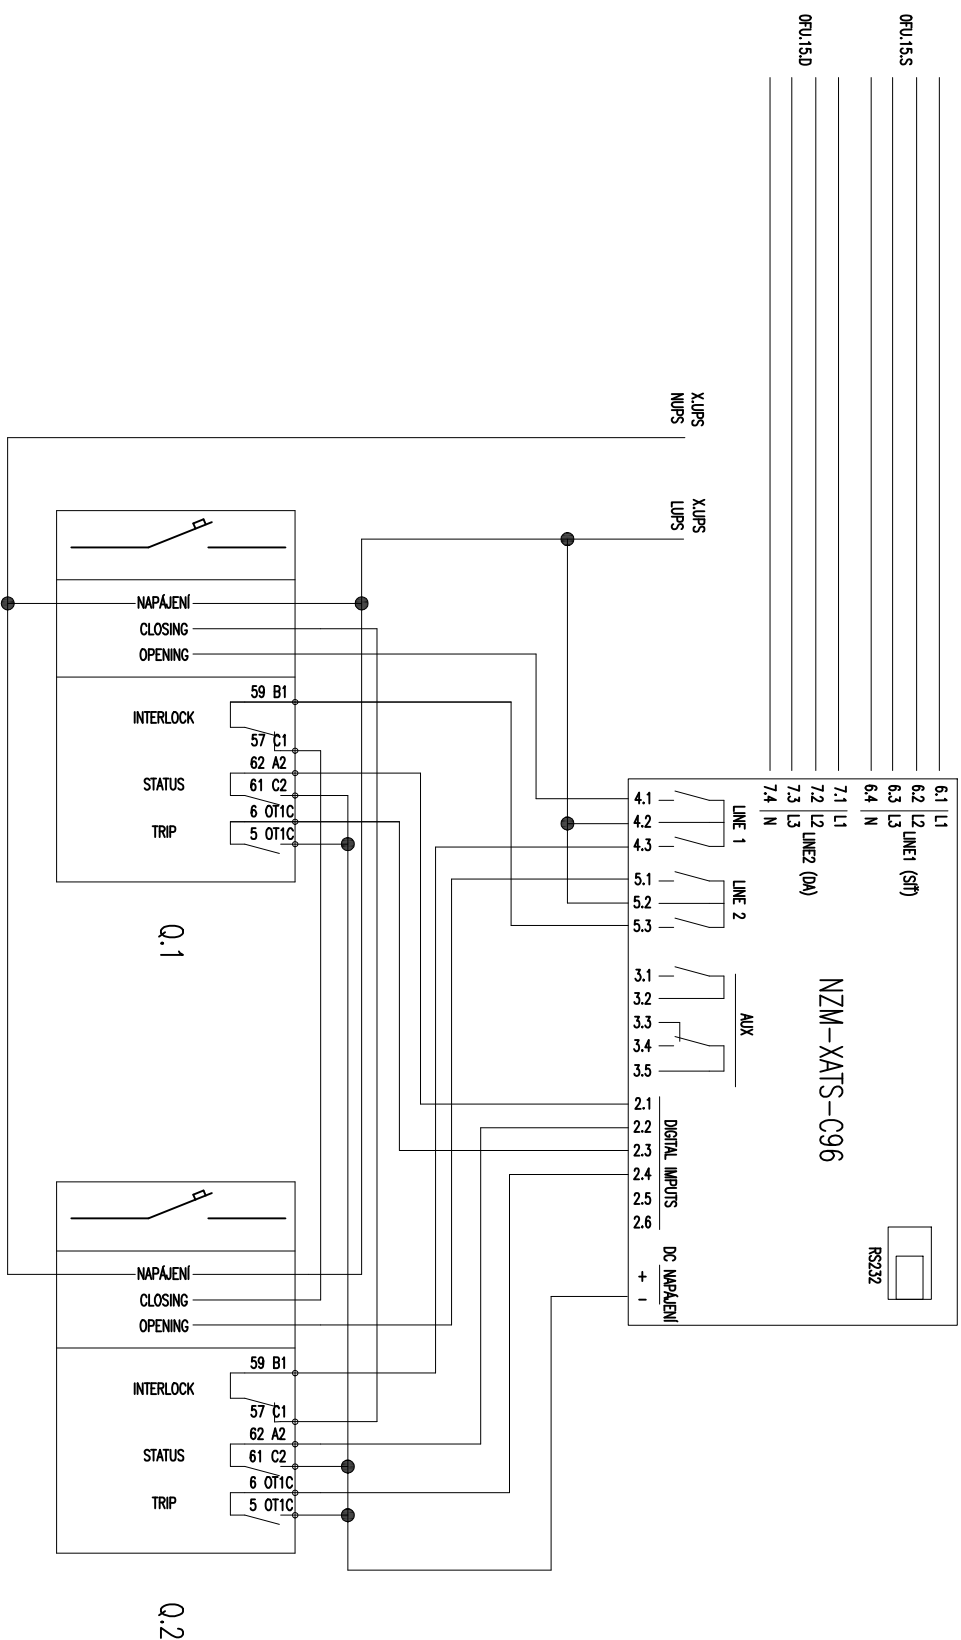 OFU.15.D
OFU.15.S
X.UPS
NUPS
X.UPS
LUPS
6.1 L1
6.2 L2
6.3 L3
6.4 N
LINE1 (SÍŤ)
7.1 L1
7.2 L2
7.3 L3
7.4 N
LINE2 (DA)
NZM-XATS-C96
RS232
4.1
4.2
4.3
LINE 1
5.1
5.2
5.3
LINE 2
3.1
3.2
3.3
3.4
3.5
AUX
2.1
2.2
2.3
2.4
2.5
2.6
DIGITAL IMPUTS
+
-
DC NAPÁJENÍ
NAPÁJENÍ
CLOSING
OPENING
59 B1
INTERLOCK
57 C1
62 A2
STATUS
61 C2
6 OT1C
TRIP
5 OT1C
Q.1
NAPÁJENÍ
CLOSING
OPENING
59 B1
INTERLOCK
57 C1
62 A2
STATUS
61 C2
6 OT1C
TRIP
5 OT1C
Q.2